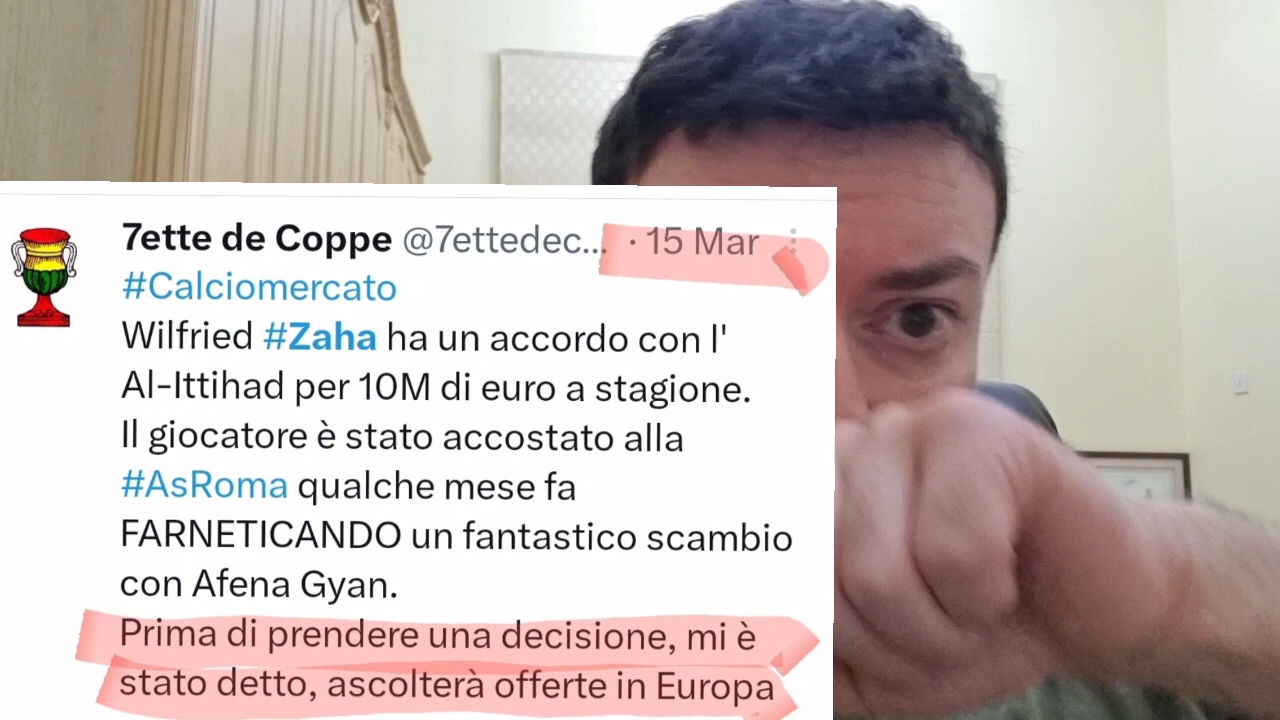 7ette de Coppe @7ettedec... · 15 Mar
#Calciomercato
Wilfried #Zaha ha un accordo con l'
Al-Ittihad per 10M di euro a stagione.
Il giocatore è stato accostato alla
#AsRoma qualche mese fa
FARNETICANDO un fantastico scambio
con Afena Gyan.
Prima di prendere una decisione, mi è
stato detto, ascolterà offerte in Europa